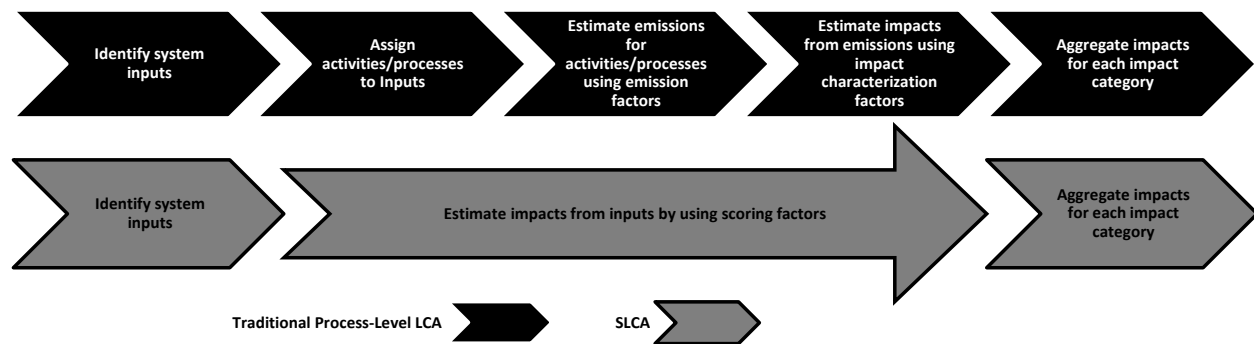 Identify system
inputs
Assign
activities/processes
to Inputs
Estimate emissions
for
activities/processes
using emission
factors
Estimate impacts
from emissions using
impact
characterization
factors
Aggregate impacts
for each impact
category
Identify system
inputs
Estimate impacts from inputs by using scoring factors
Aggregate impacts
for each impact
category
Traditional Process-Level LCA
SLCA